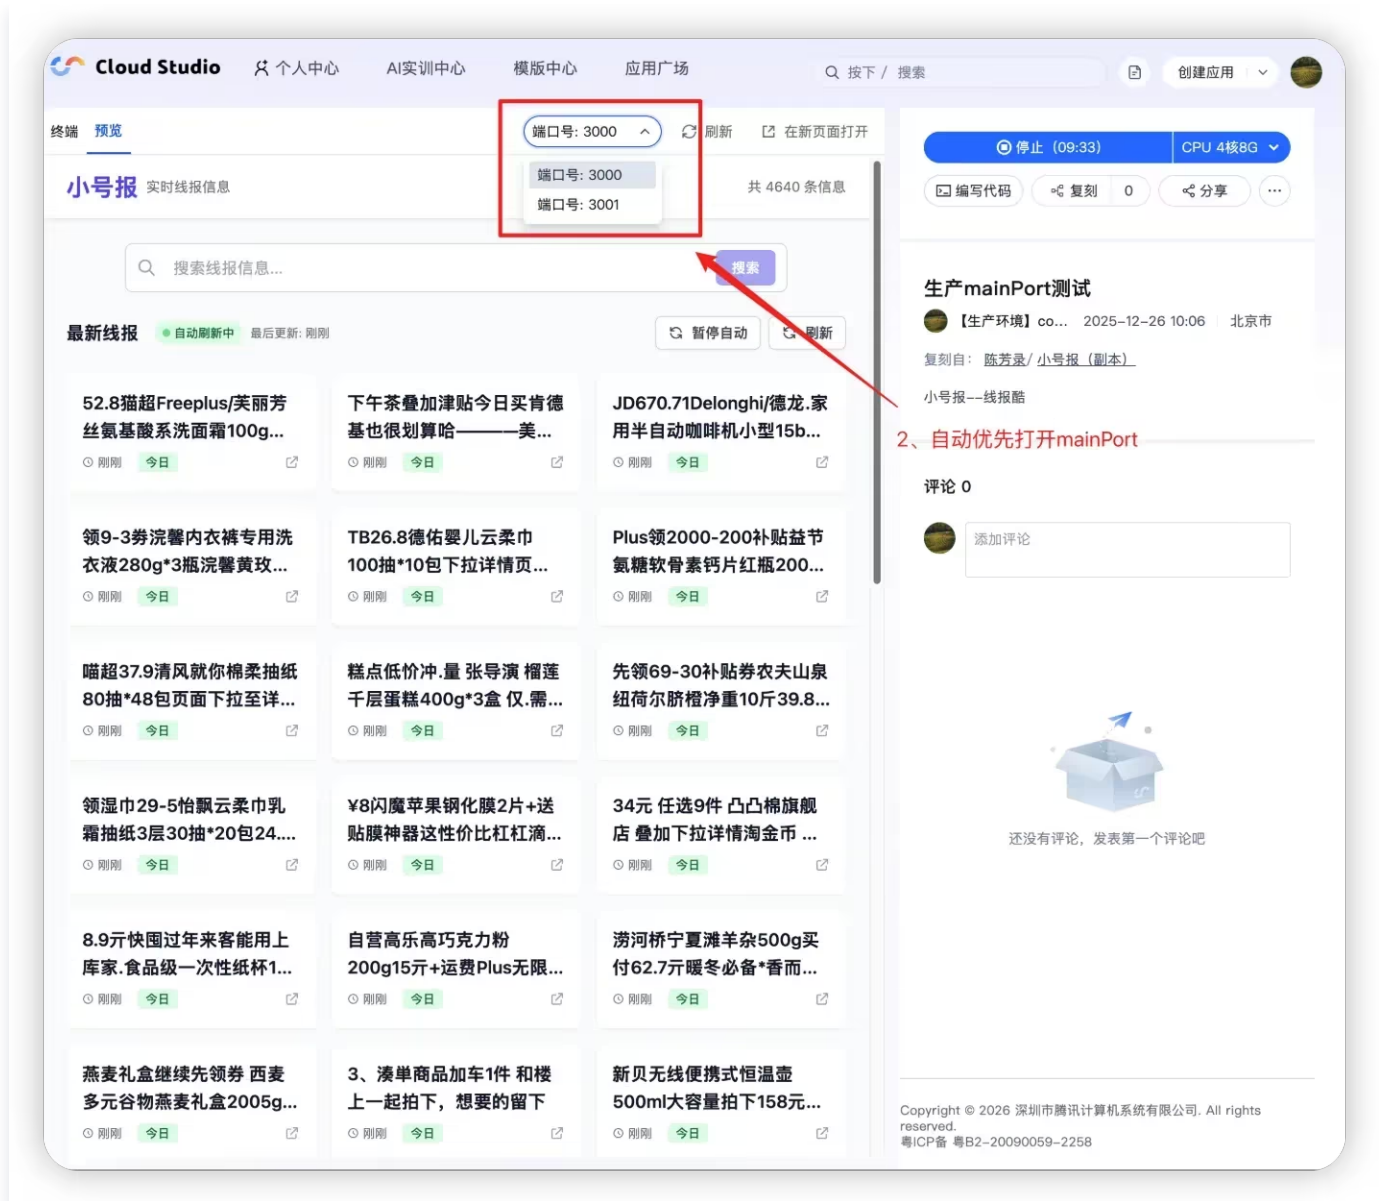 Cloud Studio
个人中心
AI实训中心
模版中心
应用广场
按下 / 搜索
创建应用
终端
预览
端口号: 3000
刷新
在新页面打开
端口号: 3000
端口号: 3001
小号报 实时线报信息
共 4640 条信息
搜索线报信息...
搜索
最新线报
自动刷新中
最后更新: 刚刚
暂停自动
刷新
52.8猫超Freeplus/芙丽芳
丝氨基酸系洗面霜100g...
刚刚 今日
下午茶叠加津贴今日买肯德
基也很划算哈————美...
刚刚 今日
JD670.71Delonghi/德龙.家
用半自动咖啡机小型15b...
刚刚 今日
领9-3券浣馨内衣裤专用洗
衣液280g*3瓶浣馨黄玫...
刚刚 今日
TB26.8德佑婴儿云柔巾
100抽*10包下拉详情页...
刚刚 今日
Plus领2000-200补贴益节
氨糖软骨素钙片红瓶200...
刚刚 今日
喵超37.9清风就你棉柔抽纸
80抽*48包页面下拉至详...
刚刚 今日
糕点低价冲.量 张导演 榴莲
千层蛋糕400g*3盒 仅.需...
刚刚 今日
先领69-30补贴券农夫山泉
纽荷尔脐橙净重10斤39.8...
刚刚 今日
领湿巾29-5怡飘云柔巾乳
霜抽纸3层30抽*20包24....
刚刚 今日
¥8闪魔苹果钢化膜2片+送
贴膜神器这性价比杠杠滴...
刚刚 今日
34元 任选9件 凸凸棉旗舰
店 叠加下拉详情淘金币 ...
刚刚 今日
8.9亓快囤过年来客能用上
库家.食品级一次性纸杯1...
刚刚 今日
自营高乐高巧克力粉
200g15亓+运费Plus无限...
刚刚 今日
涝河桥宁夏滩羊杂500g买
付62.7亓暖冬必备*香而...
刚刚 今日
燕麦礼盒继续先领券 西麦
多元谷物燕麦礼盒2005g...
刚刚 今日
3、湊単商品加车1件 和楼
上一起拍下，想要的留下
刚刚 今日
新贝无线便携式恒温壶
500ml大容量拍下158元...
刚刚 今日
停止（09:33）
CPU 4核8G
编写代码
复刻 0
分享
生产mainPort测试
【生产环境】co... 2025-12-26 10:06 北京市
复刻自： 陈芳录/ 小号报（副本）
小号报--线报酷
2、自动优先打开mainPort
评论 0
添加评论
还没有评论，发表第一个评论吧
Copyright © 2026 深圳市腾讯计算机系统有限公司. All rights
reserved.
粤ICP备 粤B2-20090059-2258